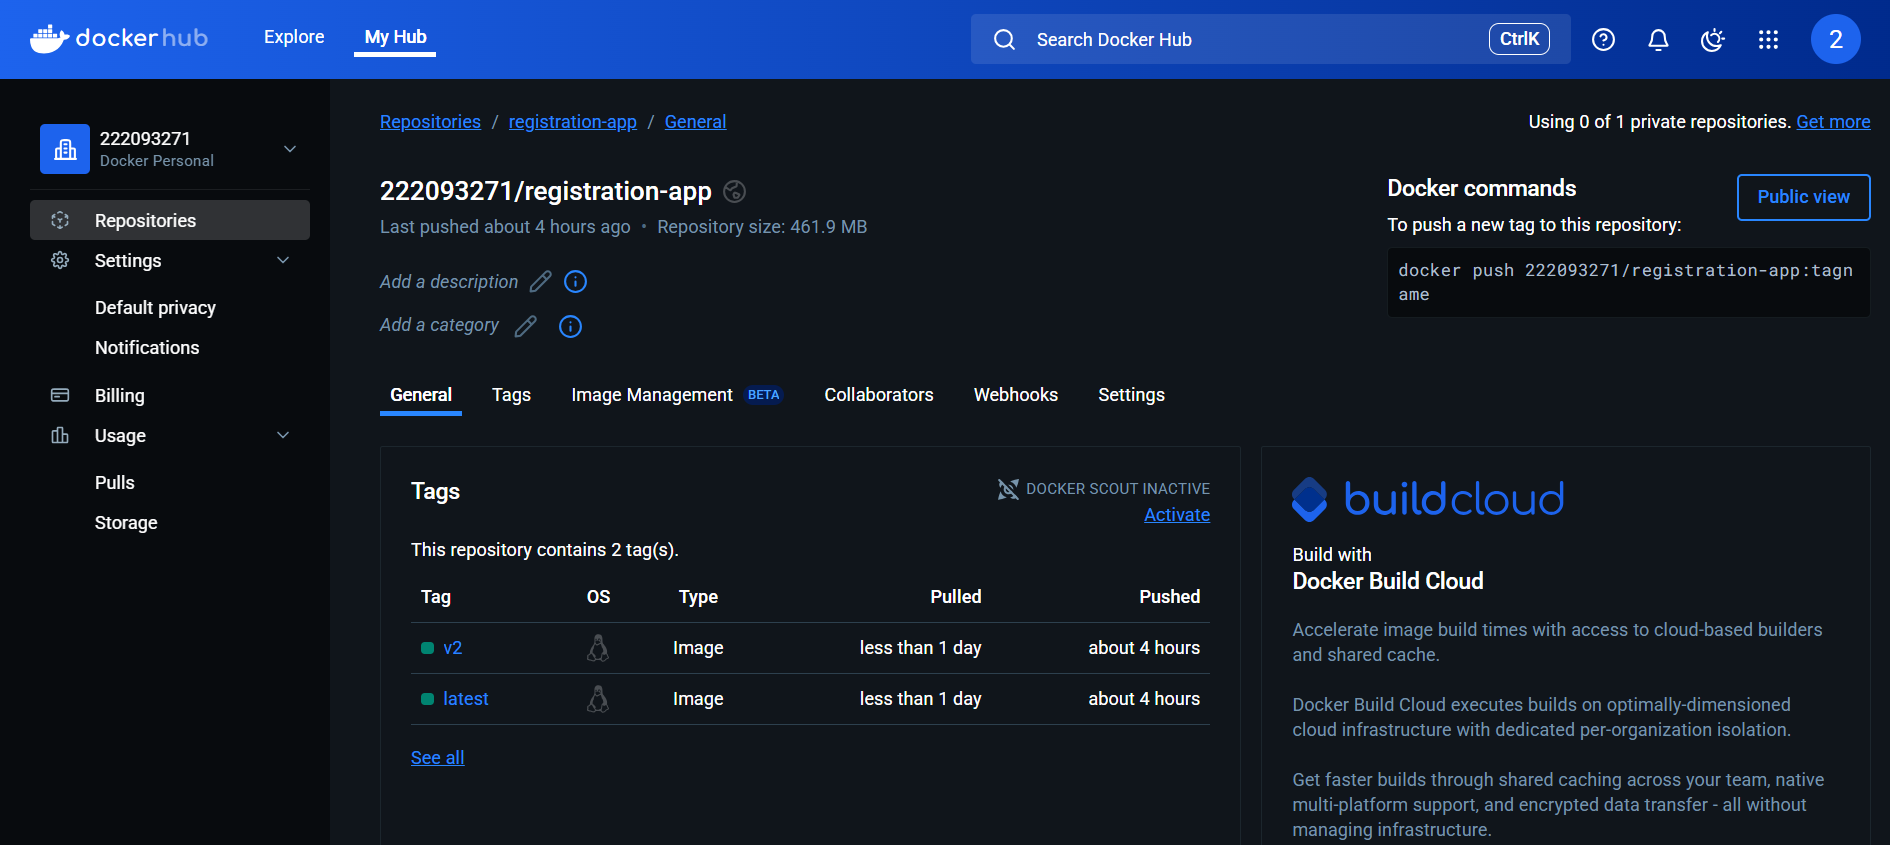 docker hub
Explore
My Hub
Search Docker Hub
CtrlK
2
222093271
Docker Personal
Repositories
Settings
Default privacy
Notifications
Billing
Usage
Pulls
Storage
Repositories / registration-app / General
Using 0 of 1 private repositories. Get more
222093271/registration-app
Last pushed about 4 hours ago • Repository size: 461.9 MB
Add a description
Add a category
Docker commands
Public view
To push a new tag to this repository:
docker push 222093271/registration-app:tagn
ame
General
Tags
Image Management BETA
Collaborators
Webhooks
Settings
Tags
DOCKER SCOUT INACTIVE
Activate
This repository contains 2 tag(s).
Tag OS Type Pulled Pushed
v2 Image less than 1 day about 4 hours
latest Image less than 1 day about 4 hours
See all
buildcloud
Build with
Docker Build Cloud
Accelerate image build times with access to cloud-based builders
and shared cache.
Docker Build Cloud executes builds on optimally-dimensioned
cloud infrastructure with dedicated per-organization isolation.
Get faster builds through shared caching across your team, native
multi-platform support, and encrypted data transfer - all without
managing infrastructure.